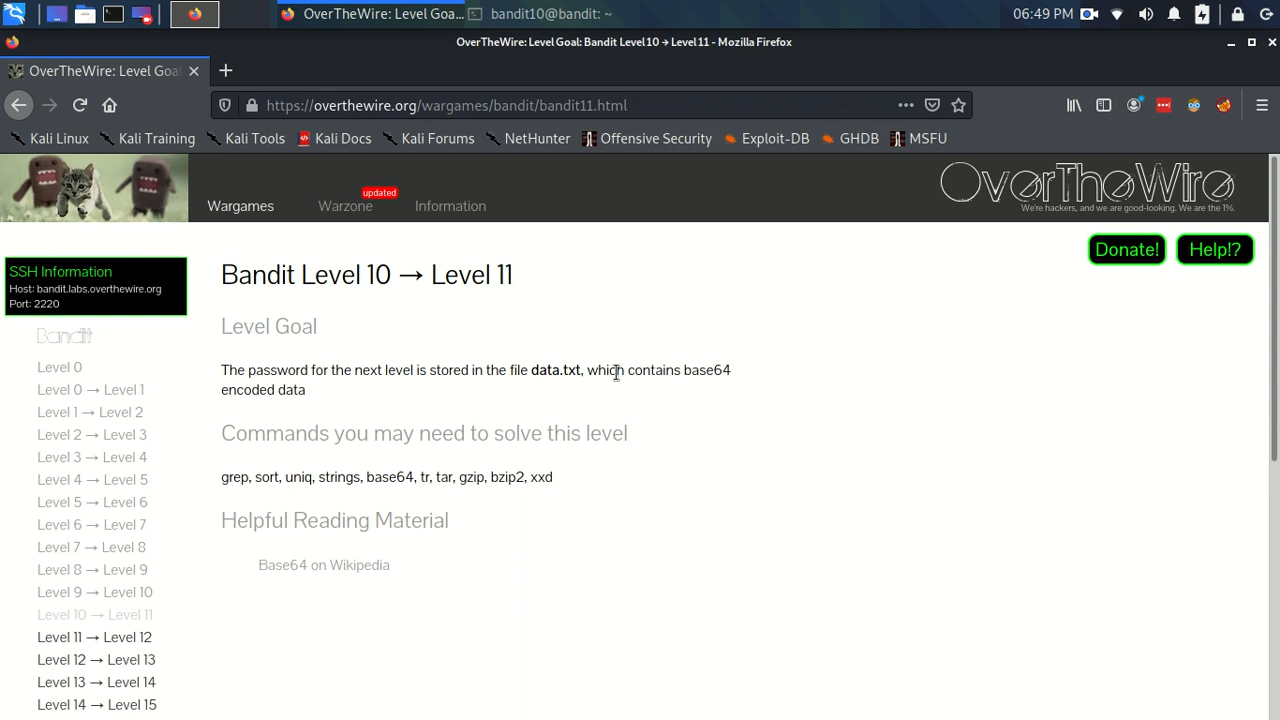 OverTheWire: Level Goa...
bandit10@bandit: ~
06:49 PM
OverTheWire: Level Goal: Bandit Level 10 → Level 11 - Mozilla Firefox
OverTheWire: Level Goal
https://overthewire.org/wargames/bandit/bandit11.html
Kali Linux Kali Training Kali Tools Kali Docs Kali Forums NetHunter Offensive Security Exploit-DB GHDB MSFU
updated
Wargames Warzone Information
OverTheWire
We're hackers, and we are good-looking. We are the 1%.
Donate! Help!?
SSH Information
Host: bandit.labs.overthewire.org
Port: 2220
Bandit
Level 0
Level 0 → Level 1
Level 1 → Level 2
Level 2 → Level 3
Level 3 → Level 4
Level 4 → Level 5
Level 5 → Level 6
Level 6 → Level 7
Level 7 → Level 8
Level 8 → Level 9
Level 9 → Level 10
Level 10 → Level 11
Level 11 → Level 12
Level 12 → Level 13
Level 13 → Level 14
Level 14 → Level 15
Bandit Level 10 → Level 11
Level Goal
The password for the next level is stored in the file data.txt, which contains base64
encoded data
Commands you may need to solve this level
grep, sort, uniq, strings, base64, tr, tar, gzip, bzip2, xxd
Helpful Reading Material
Base64 on Wikipedia